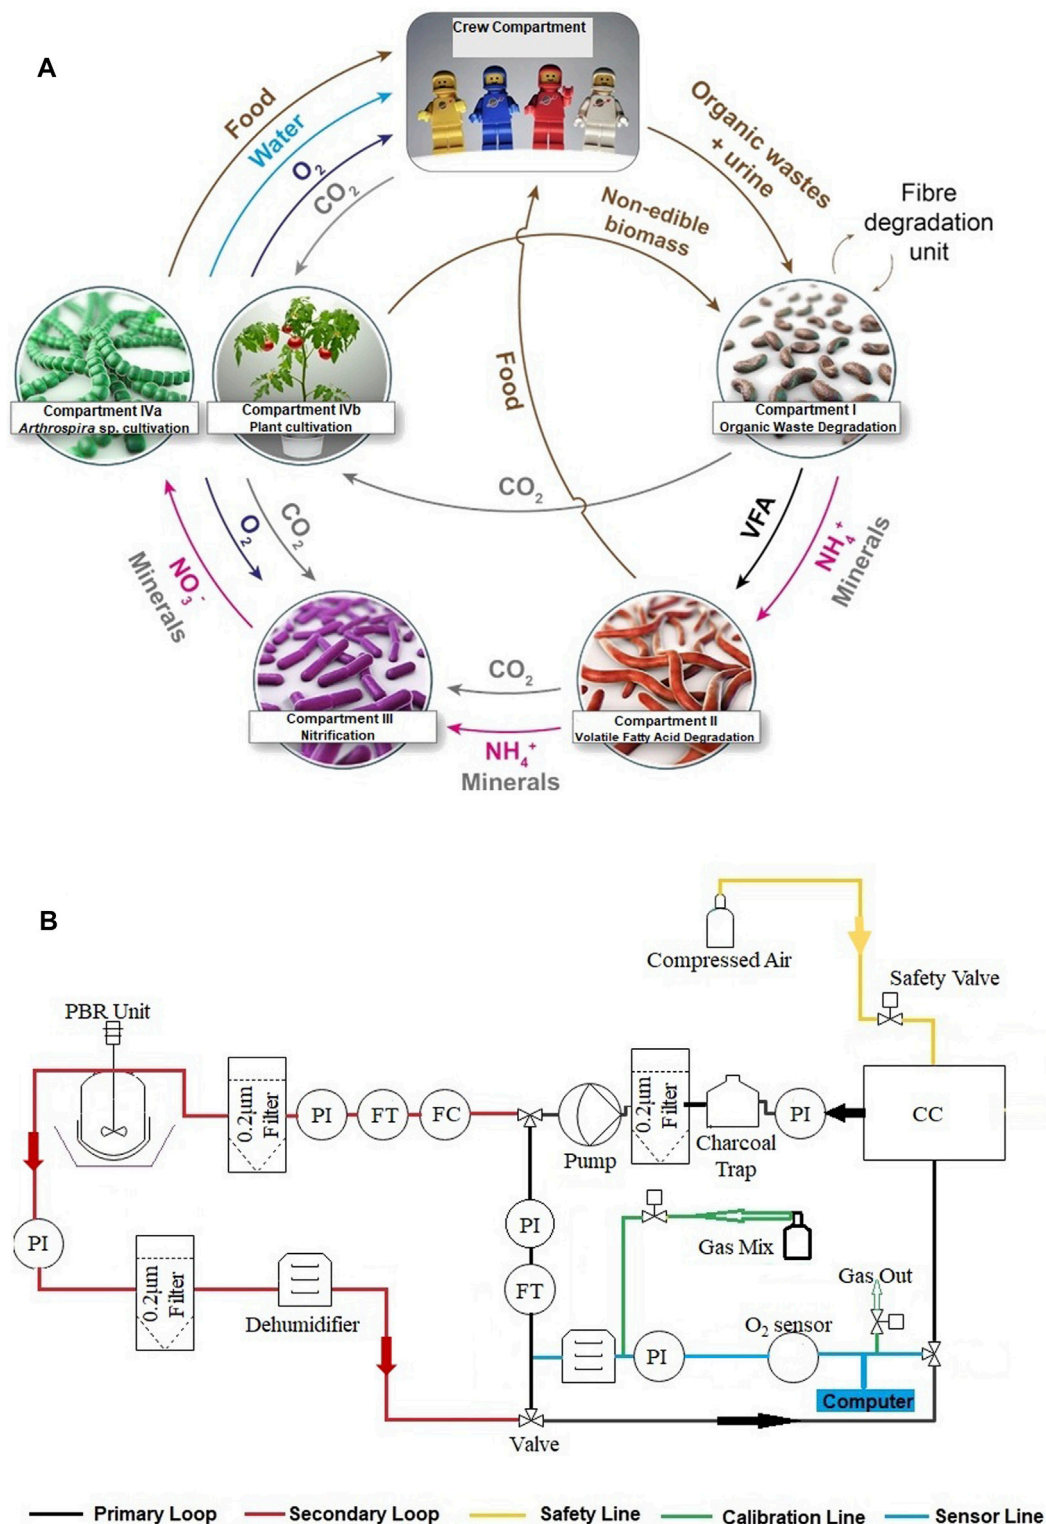 A
Crew Compartment
Food
Water
O2
CO2
Organic wastes
+ urine
Non-edible
biomass
Fibre
degradation
unit
Food
Compartment IVa
Arthrospira sp. cultivation
Compartment IVb
Plant cultivation
Compartment I
Organic Waste Degradation
CO2
VFA
NH4+
Minerals
O2
CO2
NO3-
Minerals
Compartment III
Nitrification
CO2
NH4+
Minerals
Compartment II
Volatile Fatty Acid Degradation
B
Compressed Air
Safety Valve
PBR Unit
0.2µm
Filter
PI
FT
FC
Pump
0.2µm
Filter
Charcoal
Trap
PI
CC
PI
FT
Gas Mix
PI
0.2µm
Filter
Dehumidifier
PI
O2 sensor
Gas Out
Computer
Valve
Primary Loop
Secondary Loop
Safety Line
Calibration Line
Sensor Line